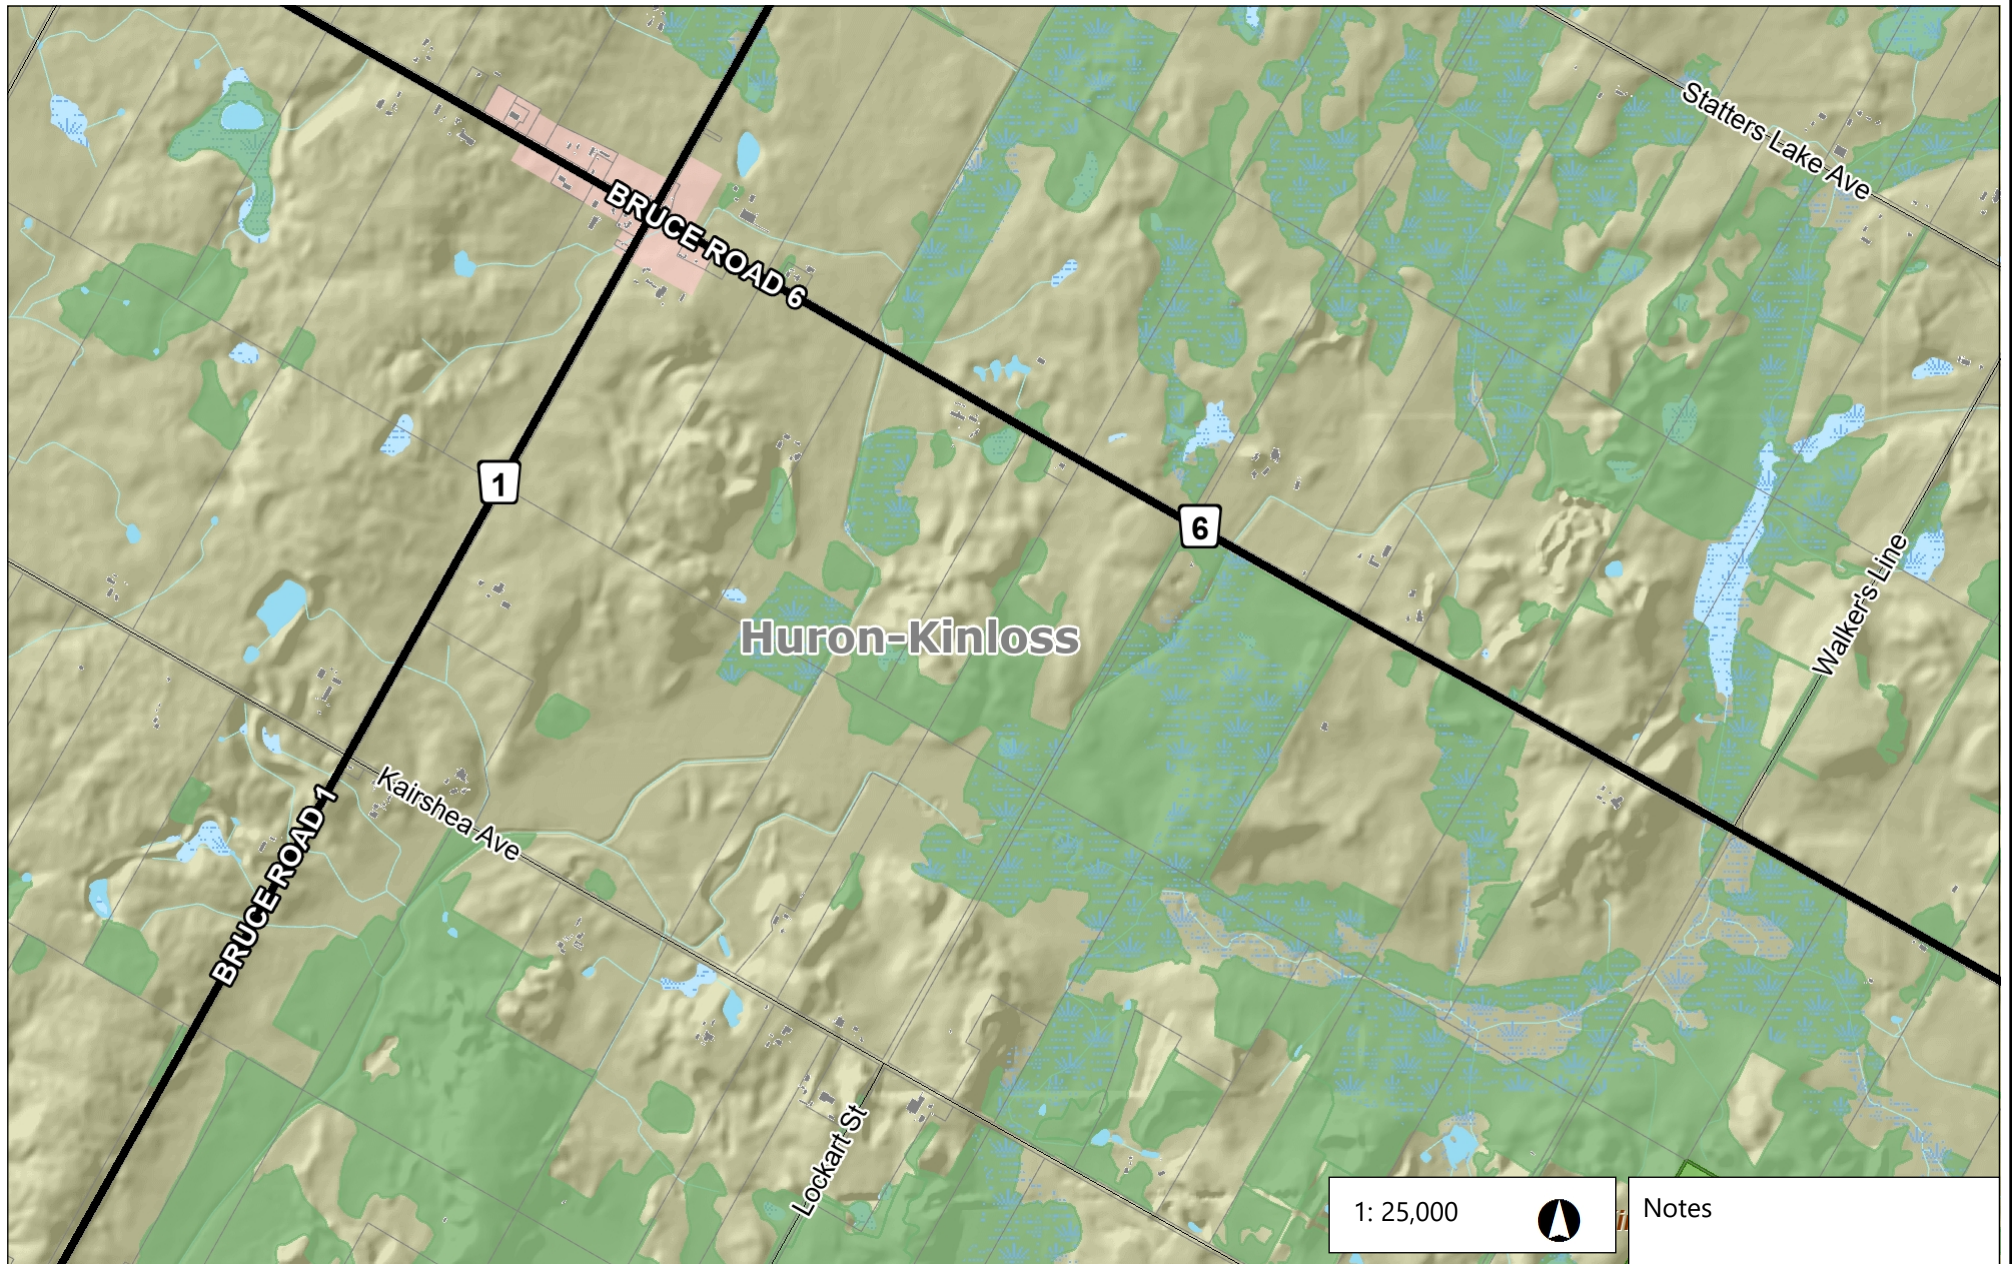 Statters Lake Ave
BRUCE ROAD 6
1
6
Walker's Line
Huron-Kinloss
BRUCE ROAD 1
Kairshea Ave
Lockart St
1: 25,000
Notes